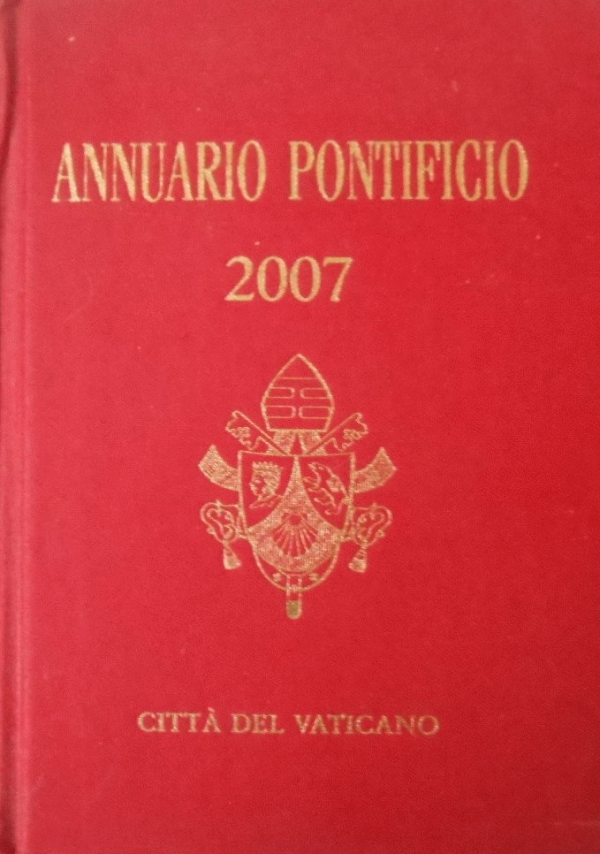 ANNUARIO PONTIFICIO
2007
CITTÀ DEL VATICANO